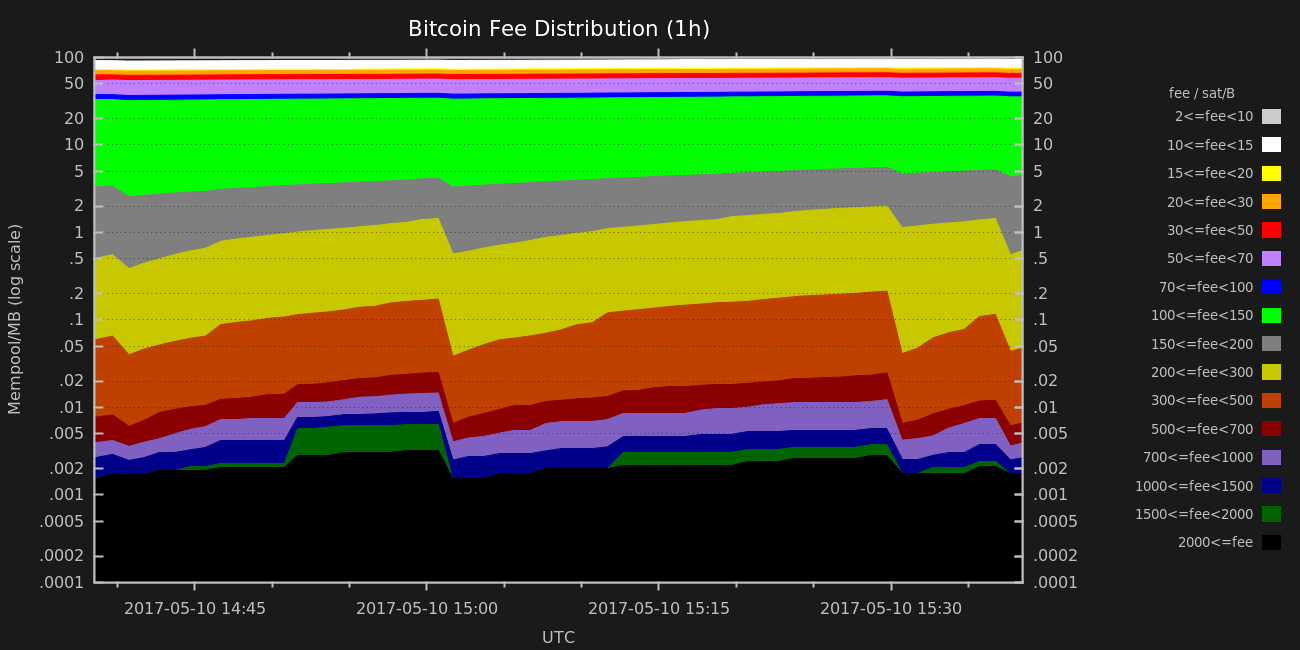 Bitcoin Fee Distribution (1h)
Mempool/MB (log scale)
100
50
20
10
5
2
1
.5
.2
.1
.05
.02
.01
.005
.002
.001
.0005
.0002
.0001
100
50
20
10
5
2
1
.5
.2
.1
.05
.02
.01
.005
.002
.001
.0005
.0002
.0001
2017-05-10 14:45
2017-05-10 15:00
2017-05-10 15:15
2017-05-10 15:30
UTC
fee / sat/B
2<=fee<10
10<=fee<15
15<=fee<20
20<=fee<30
30<=fee<50
50<=fee<70
70<=fee<100
100<=fee<150
150<=fee<200
200<=fee<300
300<=fee<500
500<=fee<700
700<=fee<1000
1000<=fee<1500
1500<=fee<2000
2000<=fee